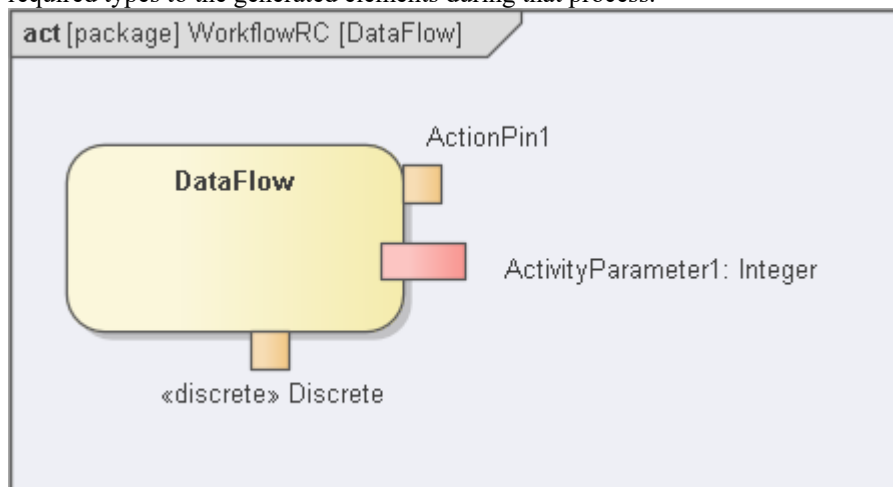 required types to the generated elements during that process.
act [package] WorkflowRC [DataFlow]
ActionPin1
DataFlow
ActivityParameter1: Integer
«discrete» Discrete